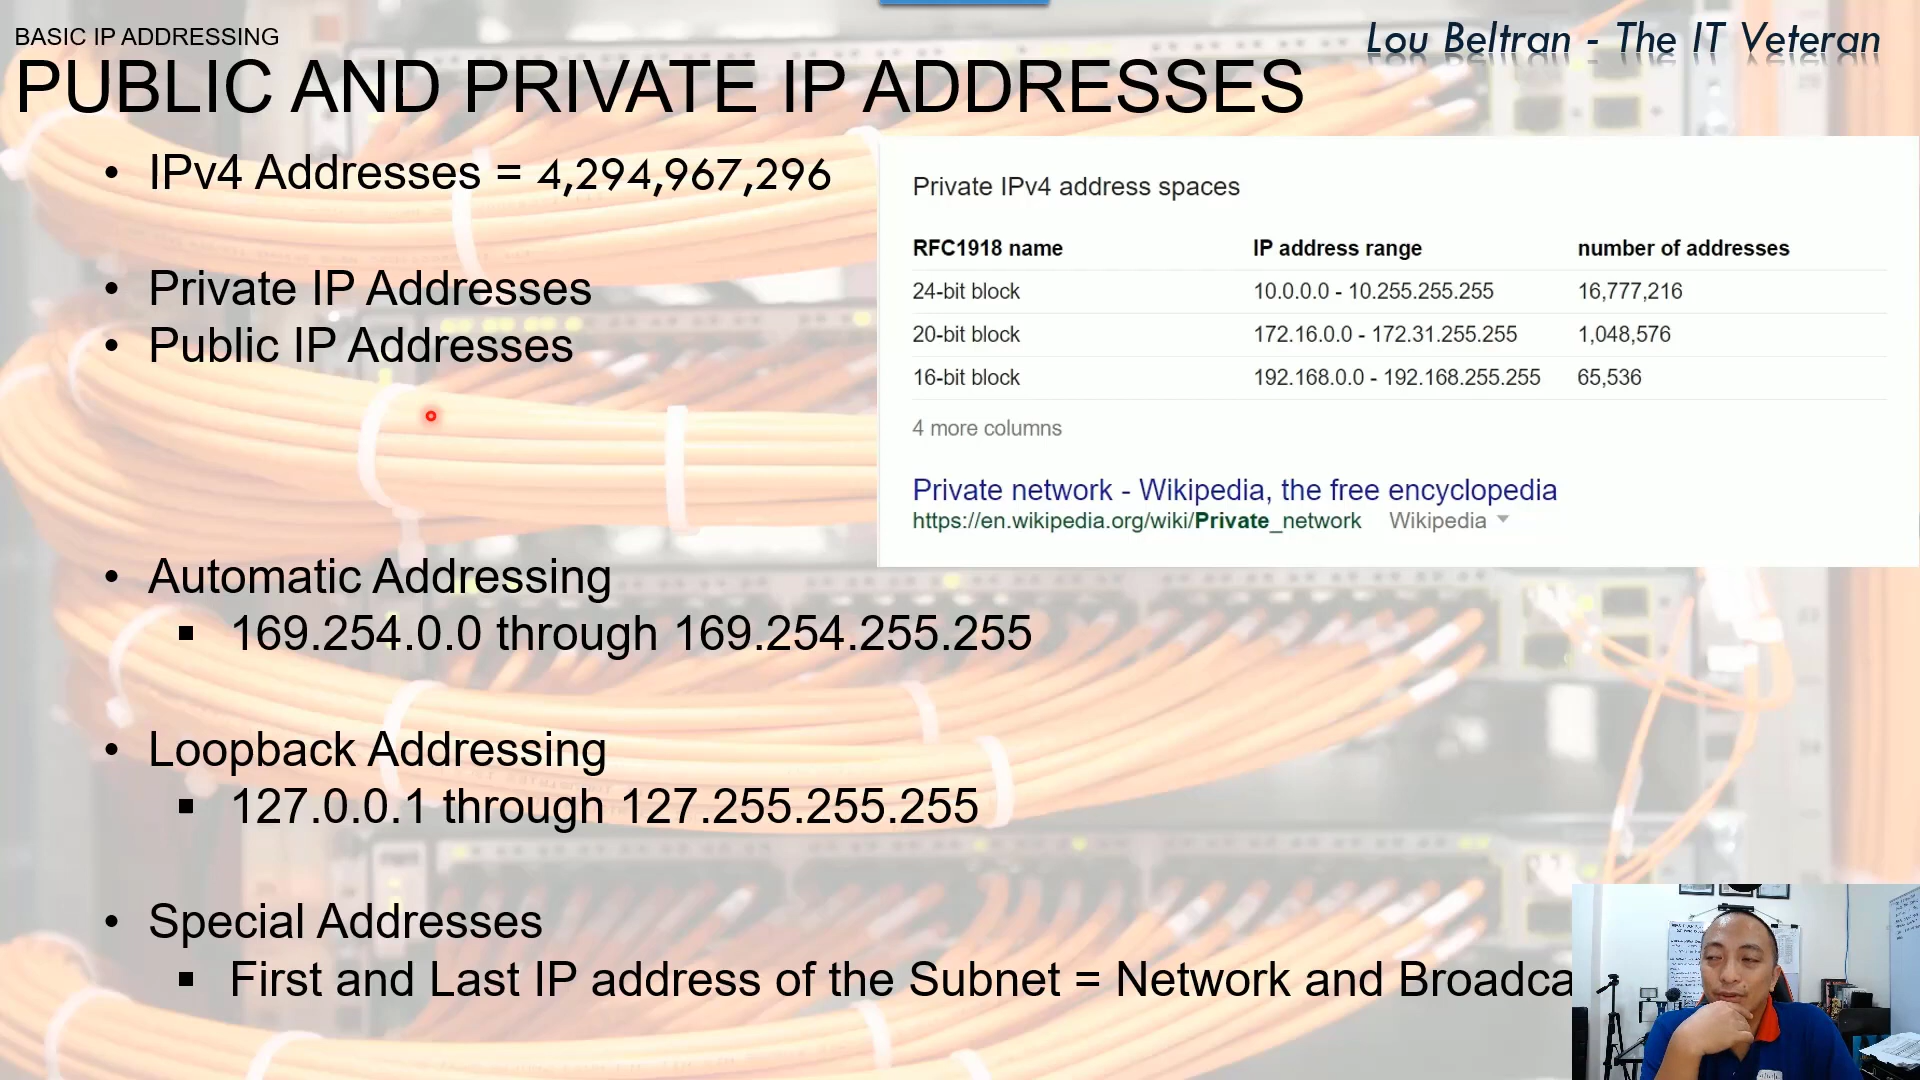 BASIC IP ADDRESSING
Lou Beltran - The IT Veteran
PUBLIC AND PRIVATE IP ADDRESSES
• IPv4 Addresses = 4,294,967,296
• Private IP Addresses
• Public IP Addresses
Private IPv4 address spaces
RFC1918 name IP address range number of addresses
24-bit block 10.0.0.0 - 10.255.255.255 16,777,216
20-bit block 172.16.0.0 - 172.31.255.255 1,048,576
16-bit block 192.168.0.0 - 192.168.255.255 65,536
4 more columns
Private network - Wikipedia, the free encyclopedia
https://en.wikipedia.org/wiki/Private_network Wikipedia
• Automatic Addressing
▪ 169.254.0.0 through 169.254.255.255
• Loopback Addressing
▪ 127.0.0.1 through 127.255.255.255
• Special Addresses
▪ First and Last IP address of the Subnet = Network and Broadca